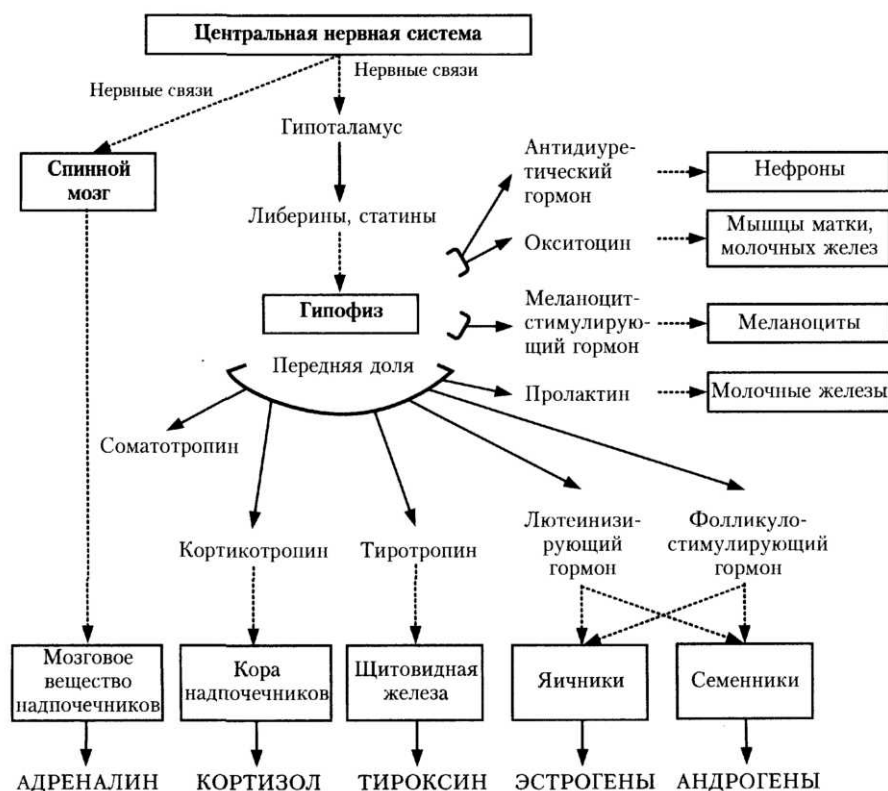 Центральная нервная система
Нервные связи
Нервные связи
Гипоталамус
Спинной
мозг
Либерины, статины
Антидиуре-
тический
гормон
Нефроны
Окситоцин
Мышцы матки,
молочных желез
Гипофиз
Меланоцит-
стимулирую-
щий гормон
Меланоциты
Передняя доля
Пролактин
Молочные железы
Соматотропин
Кортикотропин
Тиротропин
Лютеинизи-
рующий
гормон
Фолликуло-
стимулирующий
гормон
Мозговое
вещество
надпочечников
Кора
надпочечников
Щитовидная
железа
Яичники
Семенники
АДРЕНАЛИН
КОРТИЗОЛ
ТИРОКСИН
ЭСТРОГЕНЫ
АНДРОГЕНЫ